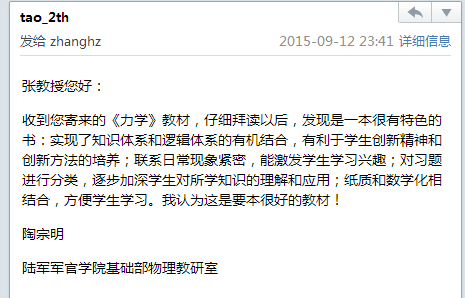 tao_2th
发给 zhanghz 2015-09-12 23:41 详细信息
张教授您好：
收到您寄来的《力学》教材，仔细拜读以后，发现是一本很有特色的
书：实现了知识体系和逻辑体系的有机结合，有利于学生创新精神和
创新方法的培养；联系日常现象紧密，能激发学生学习兴趣；对习题
进行分类，逐步加深学生对所学知识的理解和应用；纸质和数字化相
结合，方便学生学习。我认为这是要本很好的教材！
陶宗明
陆军军官学院基础部物理教研室